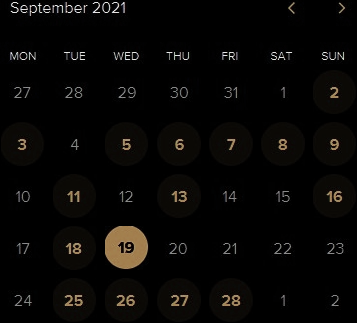 September 2021
MON TUE WED THU FRI SAT SUN
27 28 29 30 31 1 2
3 4 5 6 7 8 9
10 11 12 13 14 15 16
17 18 19 20 21 22 23
24 25 26 27 28 1 2